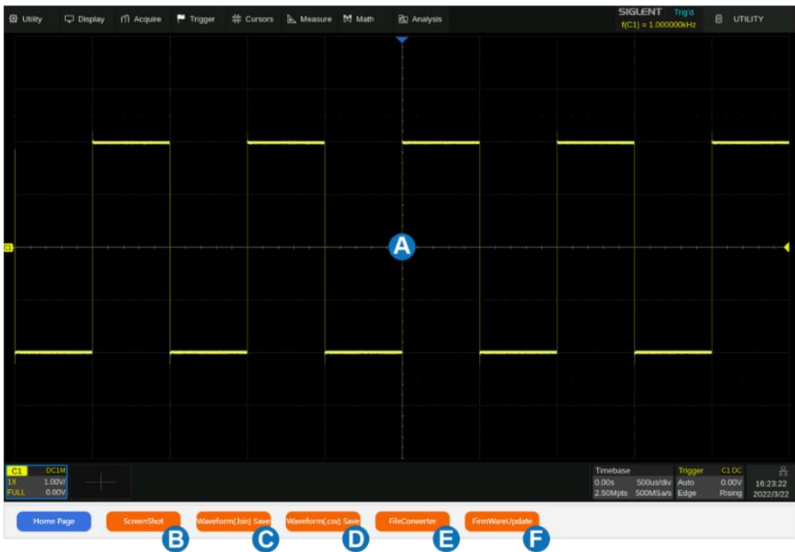 Utility Display Acquire Trigger Cursors Measure Math Analysis
SIGLENT Trig'd
f(C1) = 1.000000kHz
UTILITY
C1
A
C1 DC1M
1X 1.00V/
FULL 0.00V
Timebase
0.00s 500us/div
2.50Mpts 500MSa/s
Trigger C1 DC
Auto 0.00V
Edge Rising
16:23:22
2022/3/22
Home Page ScreenShot Waveform(.bin) Save Waveform(.csv) Save FileConverter FirmWareUpdate
B C D E F